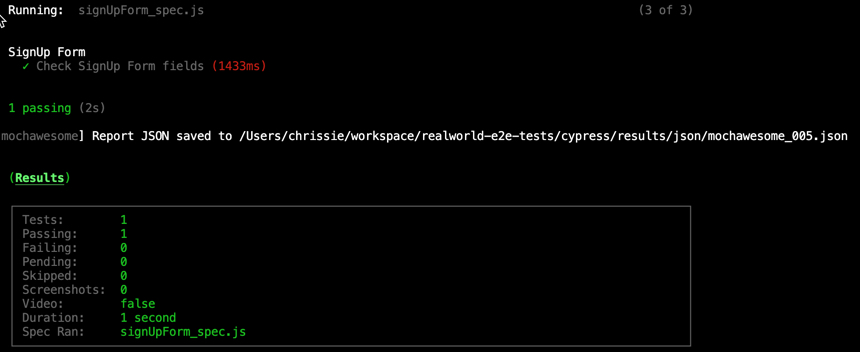 Running:  signUpForm_spec.js (3 of 3)
SignUp Form
✓ Check SignUp Form fields (1433ms)
1 passing (2s)
mochawesome] Report JSON saved to /Users/chrissie/workspace/realworld-e2e-tests/cypress/results/json/mochawesome_005.json
(Results)
Tests: 1
Passing: 1
Failing: 0
Pending: 0
Skipped: 0
Screenshots: 0
Video: false
Duration: 1 second
Spec Ran: signUpForm_spec.js